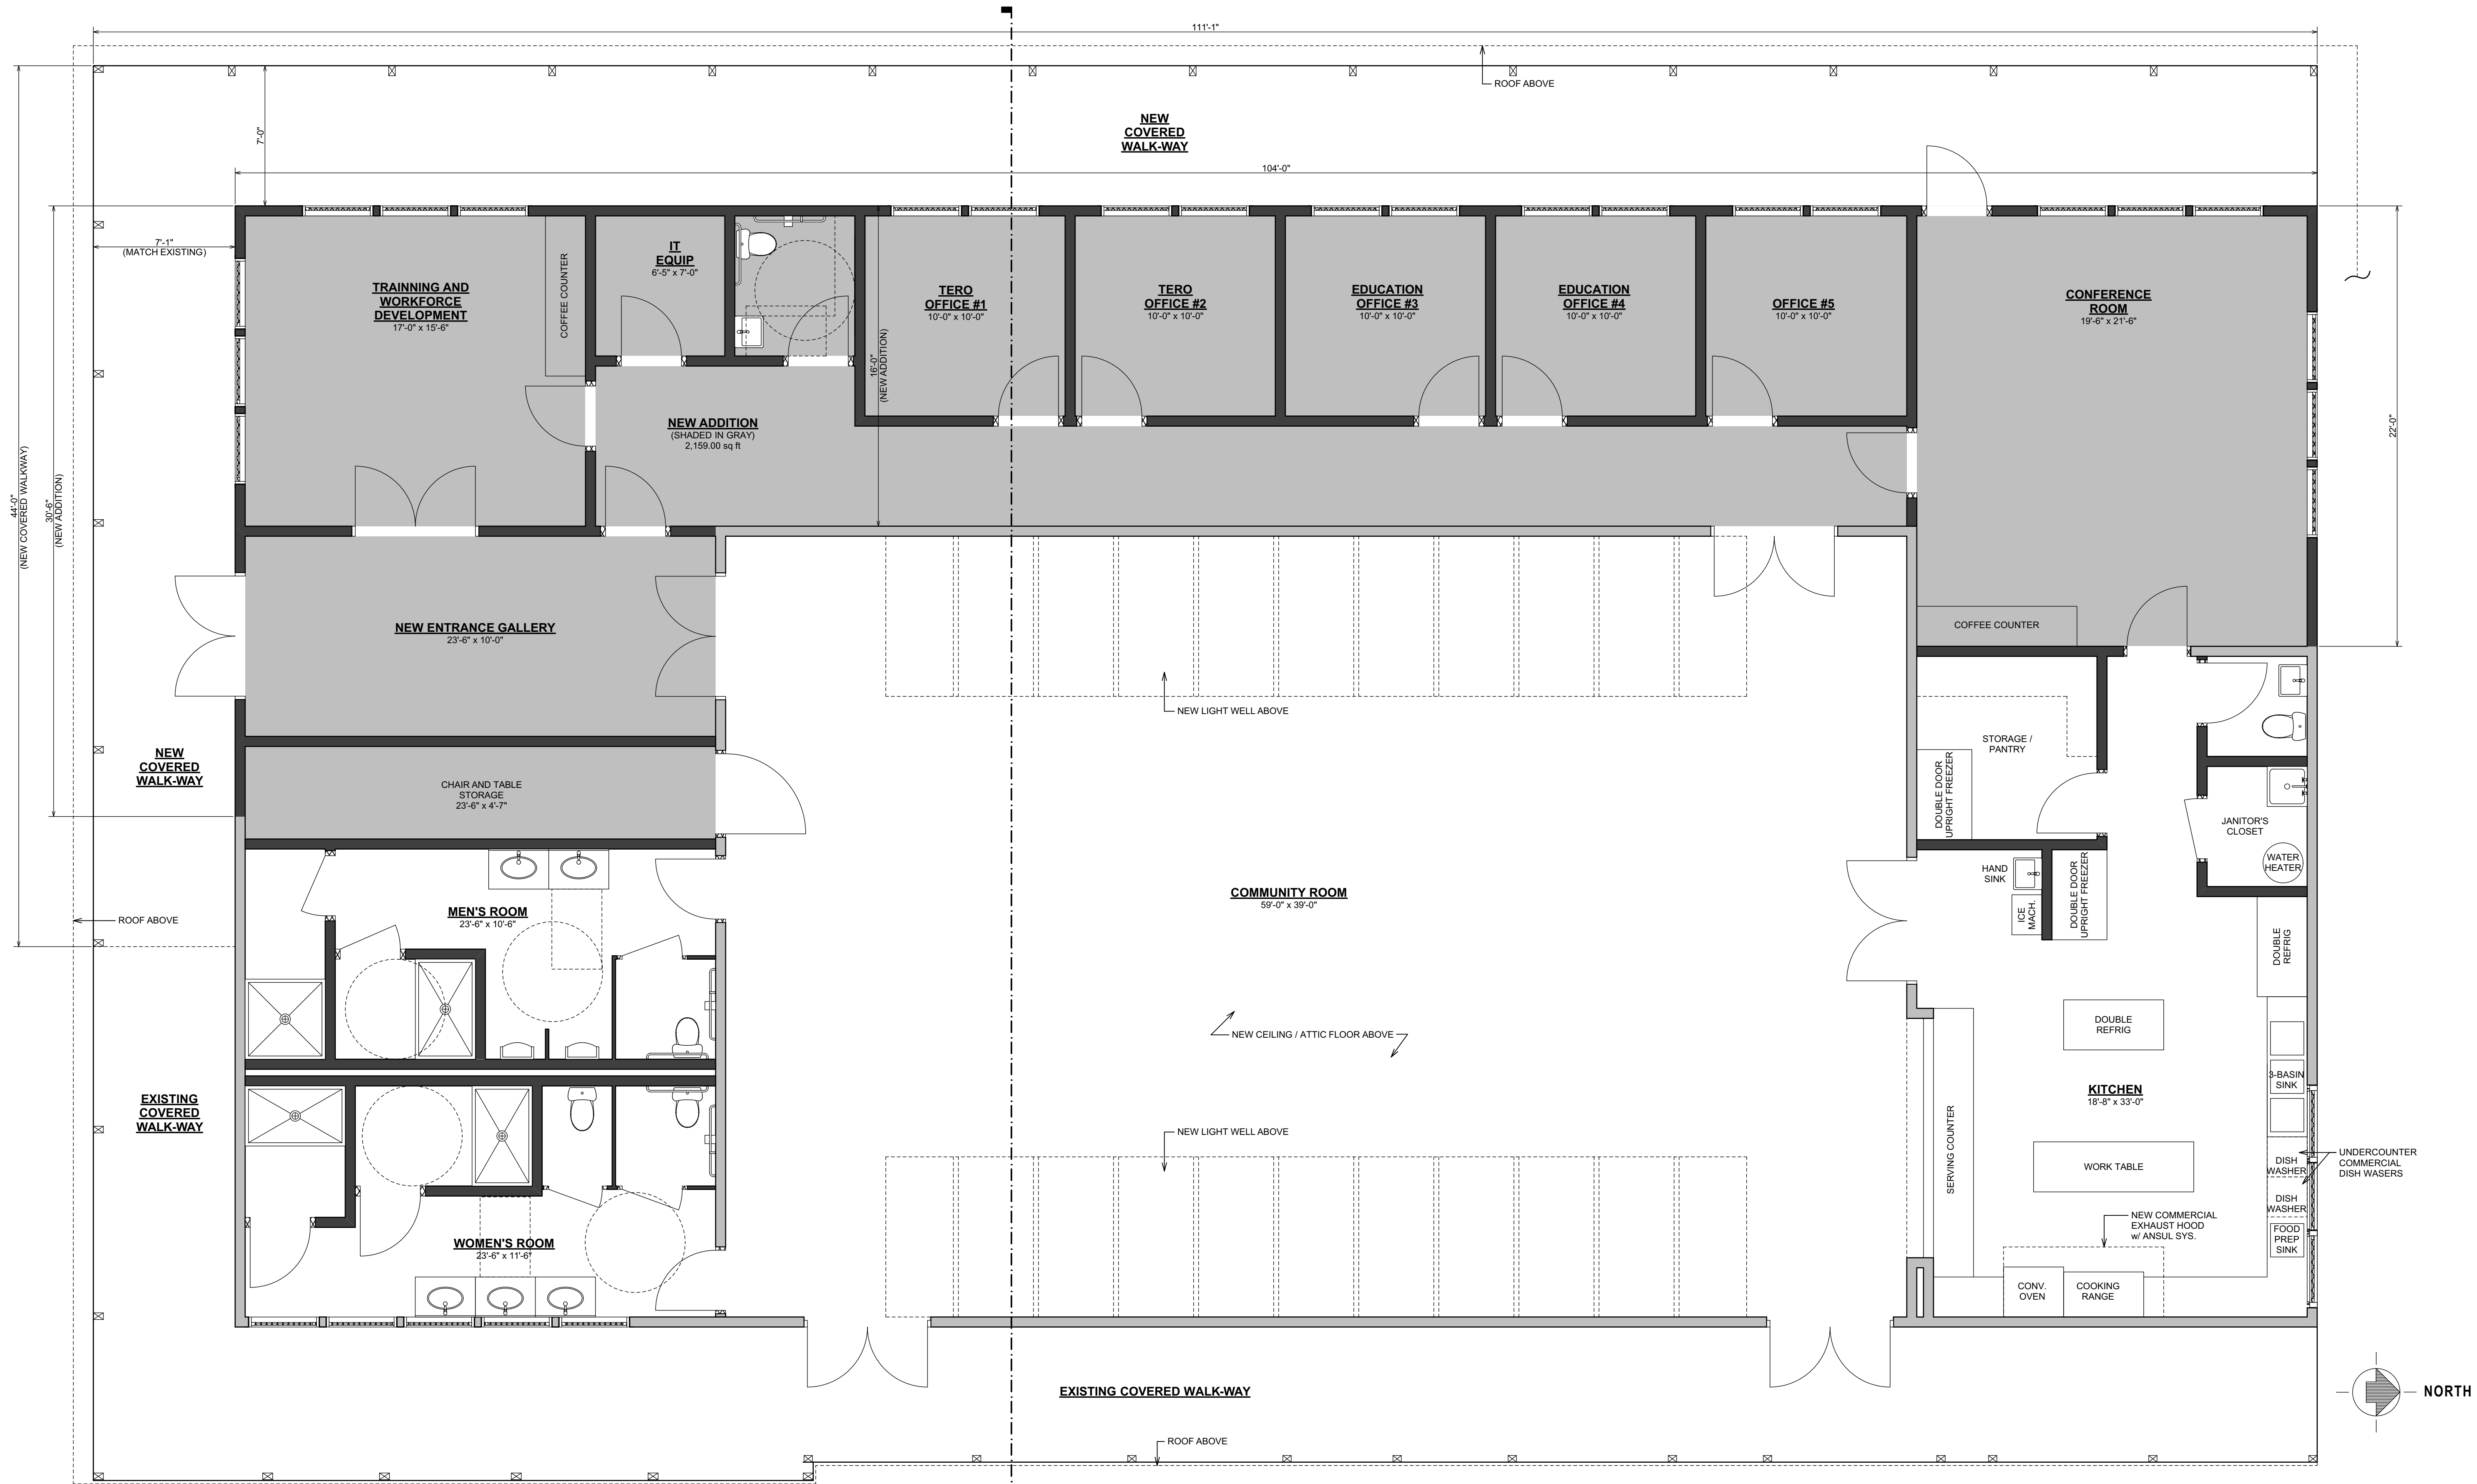 111'-1"
ROOF ABOVE
NEW
COVERED
WALK-WAY
7'-0"
104'-0"
7'-1"
(MATCH EXISTING)
TRAINNING AND
WORKFORCE
DEVELOPMENT
17'-0" x 15'-6"
COFFEE COUNTER
IT
EQUIP
6'-5" x 7'-0"
TERO
OFFICE #1
10'-0" x 10'-0"
TERO
OFFICE #2
10'-0" x 10'-0"
EDUCATION
OFFICE #3
10'-0" x 10'-0"
EDUCATION
OFFICE #4
10'-0" x 10'-0"
OFFICE #5
10'-0" x 10'-0"
CONFERENCE
ROOM
19'-6" x 21'-6"
16'-0"
(NEW ADDITION)
NEW ADDITION
(SHADED IN GRAY)
2,159.00 sq ft
22'-0"
44'-0"
(NEW COVERED WALKWAY)
30'-6"
(NEW ADDITION)
NEW ENTRANCE GALLERY
23'-6" x 10'-0"
COFFEE COUNTER
NEW LIGHT WELL ABOVE
NEW
COVERED
WALK-WAY
CHAIR AND TABLE
STORAGE
23'-6" x 4'-7"
STORAGE /
PANTRY
DOUBLE DOOR
UPRIGHT FREEZER
JANITOR'S
CLOSET
WATER
HEATER
HAND
SINK
ICE
MACH.
DOUBLE DOOR
UPRIGHT FREEZER
COMMUNITY ROOM
59'-0" x 39'-0"
MEN'S ROOM
23'-6" x 10'-6"
ROOF ABOVE
DOUBLE
REFRIG
NEW CEILING / ATTIC FLOOR ABOVE
DOUBLE
REFRIG
3-BASIN
SINK
KITCHEN
18'-8" x 33'-0"
EXISTING
COVERED
WALK-WAY
NEW LIGHT WELL ABOVE
SERVING COUNTER
WORK TABLE
DISH
WASHER
DISH
WASHER
UNDERCOUNTER
COMMERCIAL
DISH WASERS
NEW COMMERCIAL
EXHAUST HOOD
w/ ANSUL SYS.
FOOD
PREP
SINK
WOMEN'S ROOM
23'-6" x 11'-6"
CONV.
OVEN
COOKING
RANGE
EXISTING COVERED WALK-WAY
NORTH
ROOF ABOVE